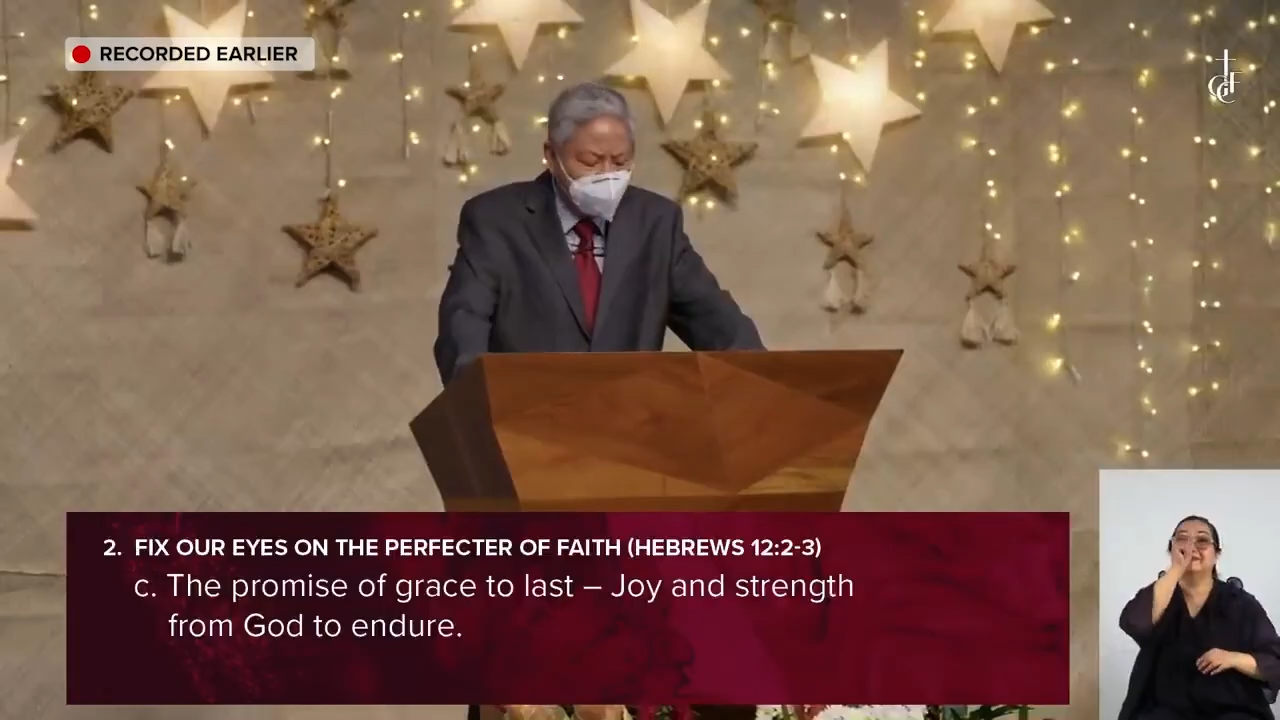 RECORDED EARLIER
2. FIX OUR EYES ON THE PERFECTER OF FAITH (HEBREWS 12:2-3)
c. The promise of grace to last – Joy and strength
from God to endure.